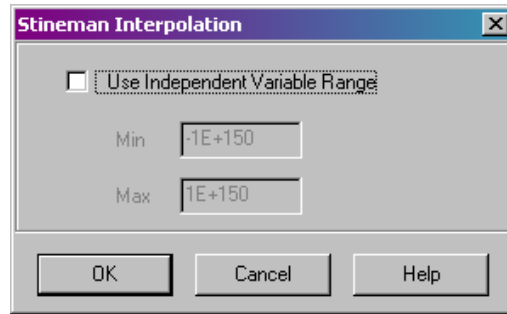 Stineman Interpolation
Use Independent Variable Range
Min -1E+150
Max 1E+150
OK Cancel Help